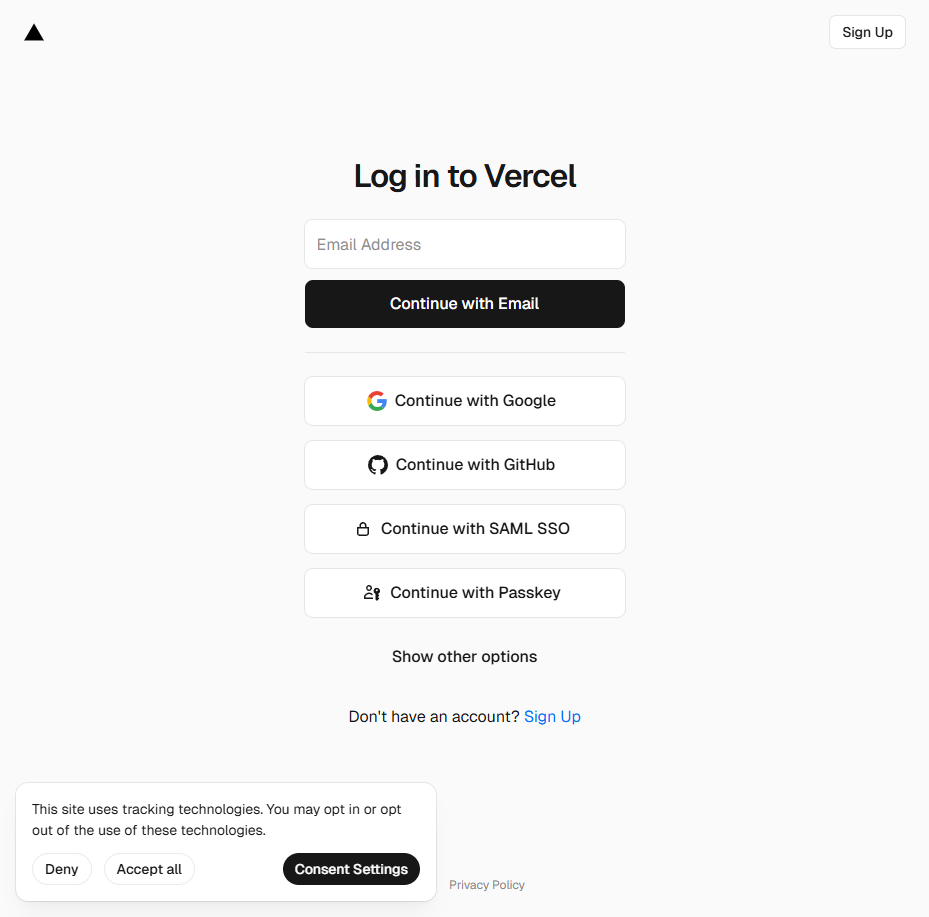 Sign Up
Log in to Vercel
Email Address
Continue with Email
Continue with Google
Continue with GitHub
Continue with SAML SSO
Continue with Passkey
Show other options
Don't have an account? Sign Up
This site uses tracking technologies. You may opt in or opt
out of the use of these technologies.
Deny
Accept all
Consent Settings
Privacy Policy